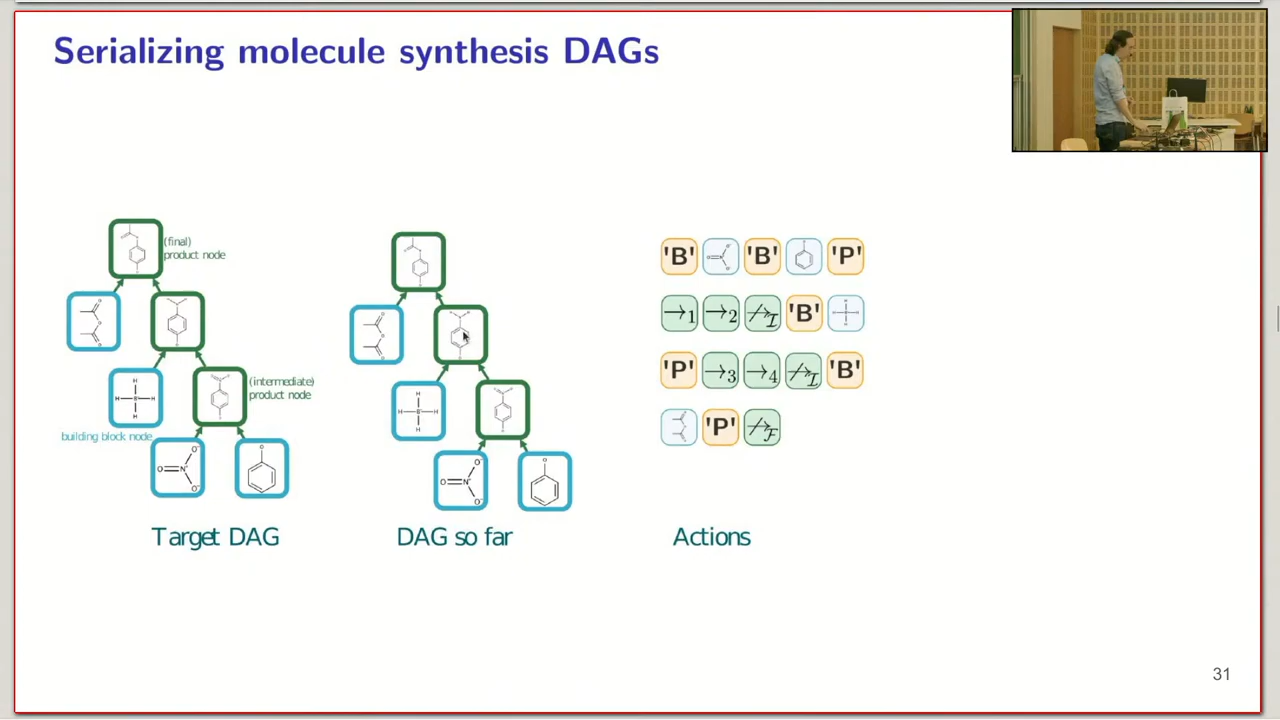 Serializing molecule synthesis DAGs
(final)
product node
(intermediate)
product node
building block node
Target DAG
DAG so far
'B' 'B' 'P'
→1 →2 ↛I 'B'
'P' →3 →4 ↛I 'B'
'P' ↛F
Actions
31